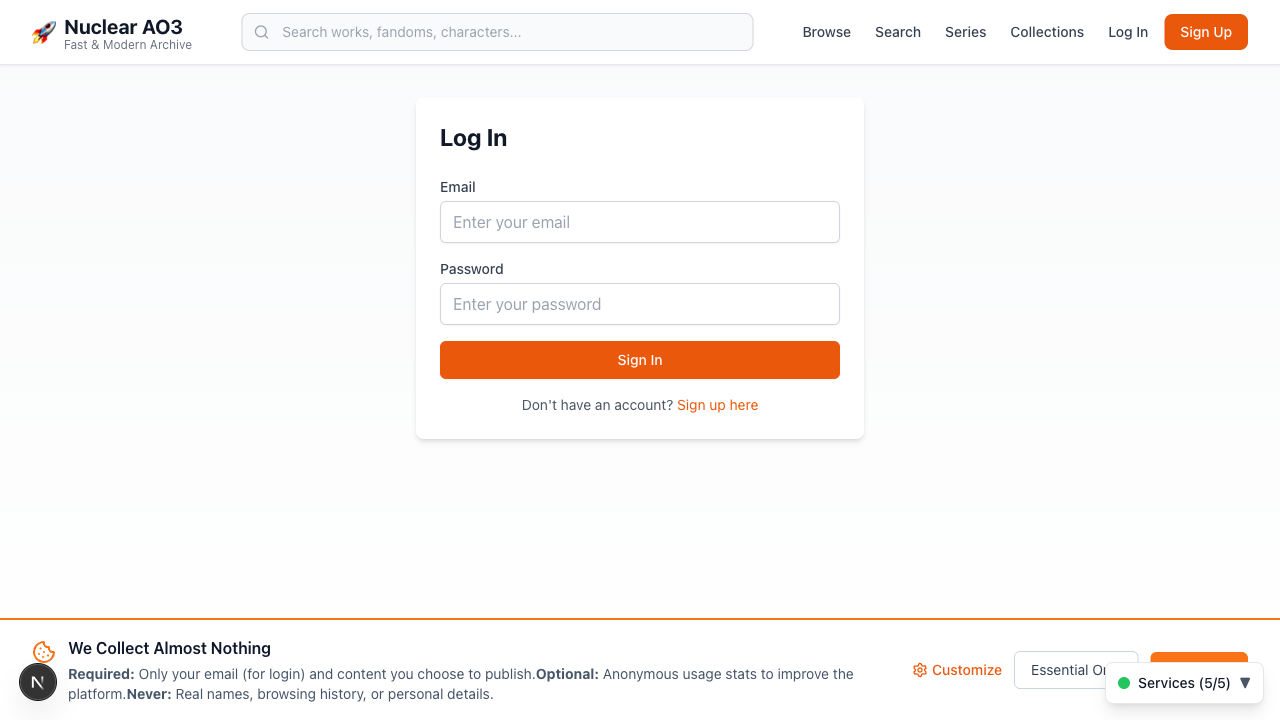 Nuclear AO3
Fast & Modern Archive
Search works, fandoms, characters...
Browse
Search
Series
Collections
Log In
Sign Up
Log In
Email
Enter your email
Password
Enter your password
Sign In
Don't have an account? Sign up here
We Collect Almost Nothing
Required: Only your email (for login) and content you choose to publish.Optional: Anonymous usage stats to improve the
platform.Never: Real names, browsing history, or personal details.
Customize
Essential
Services (5/5) ▼
N